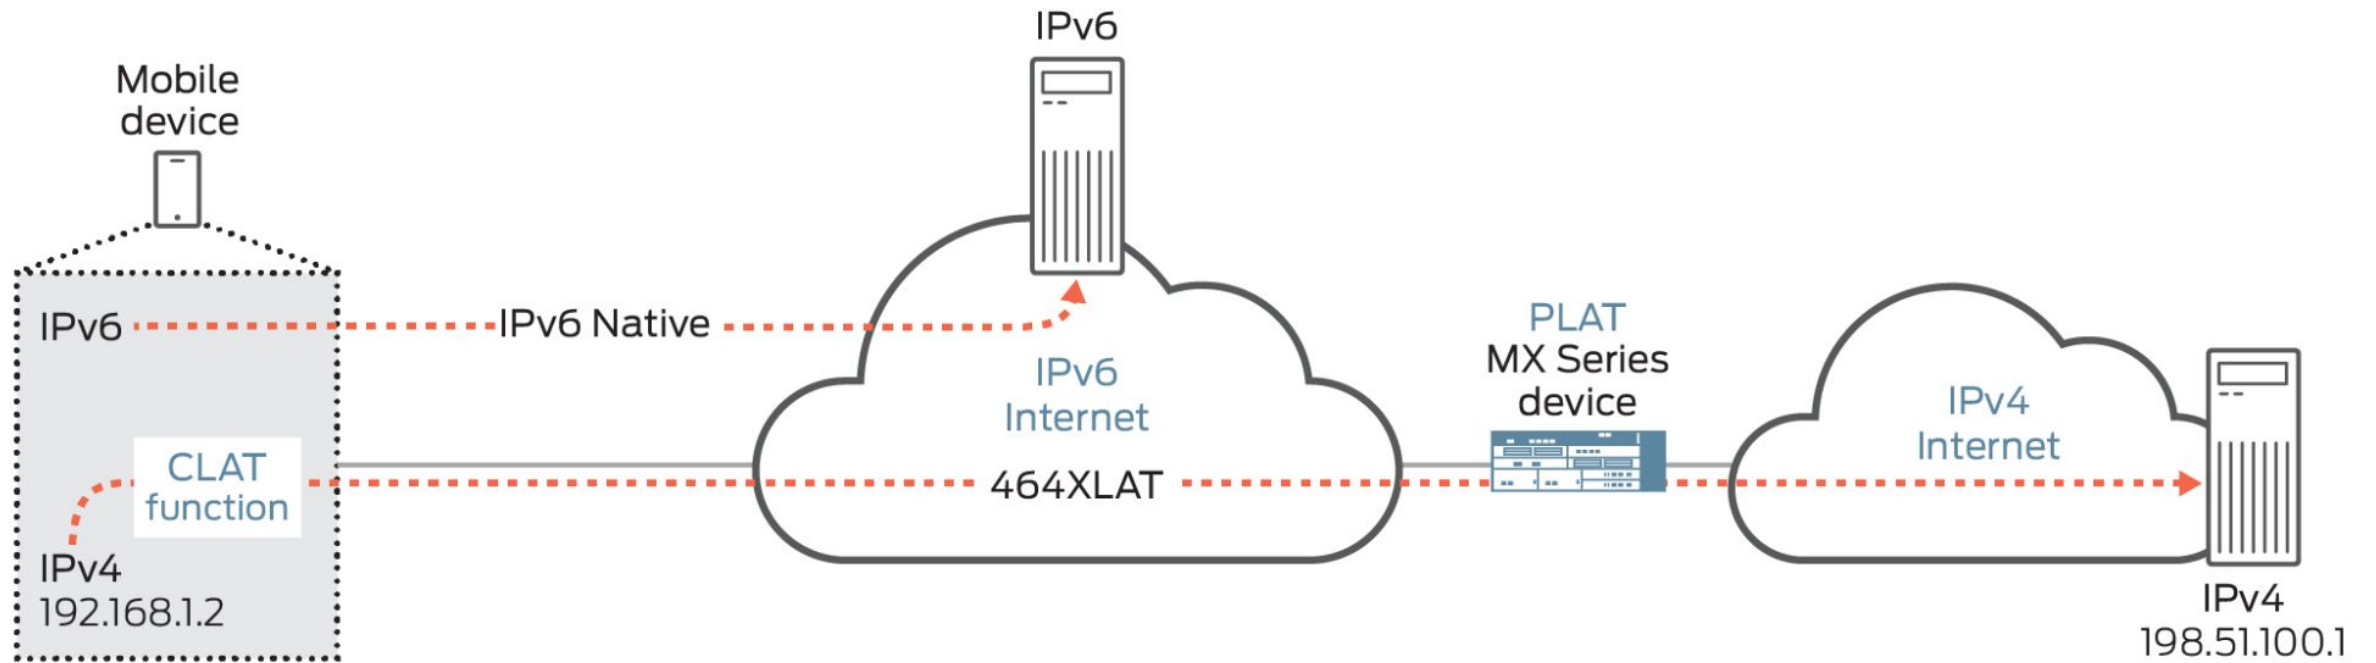 Mobile
device
IPv6
IPv6
IPv6 Native
IPv6
Internet
PLAT
MX Series
device
IPv4
Internet
CLAT
function
464XLAT
IPv4
192.168.1.2
IPv4
198.51.100.1